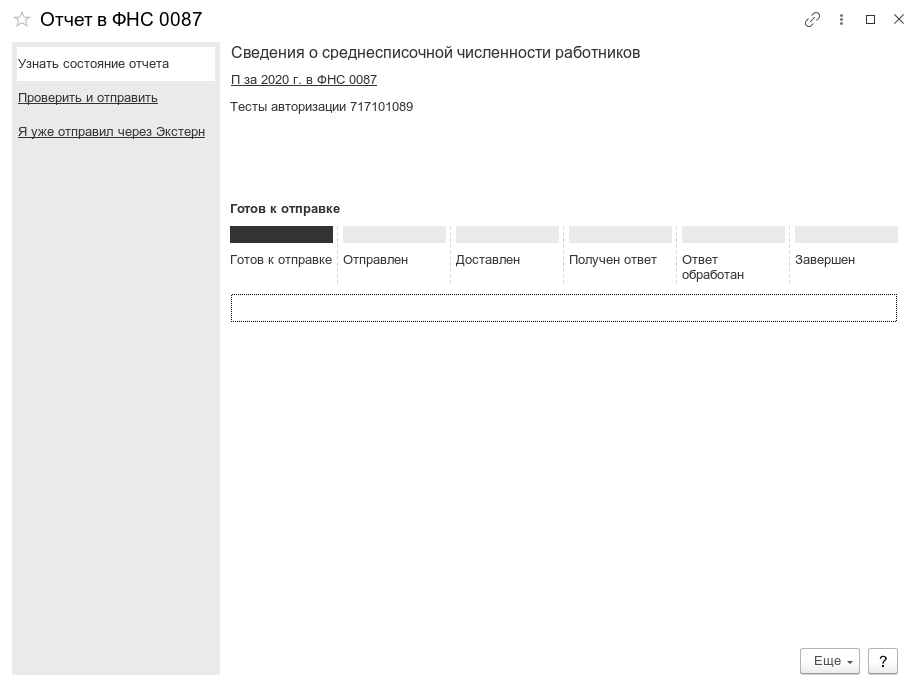 Отчет в ФНС 0087
Узнать состояние отчета
Проверить и отправить
Я уже отправил через Экстерн
Сведения о среднесписочной численности работников
П за 2020 г. в ФНС 0087
Тесты авторизации 717101089
Готов к отправке
Готов к отправке
Отправлен
Доставлен
Получен ответ
Ответ
обработан
Завершен
Еще
?